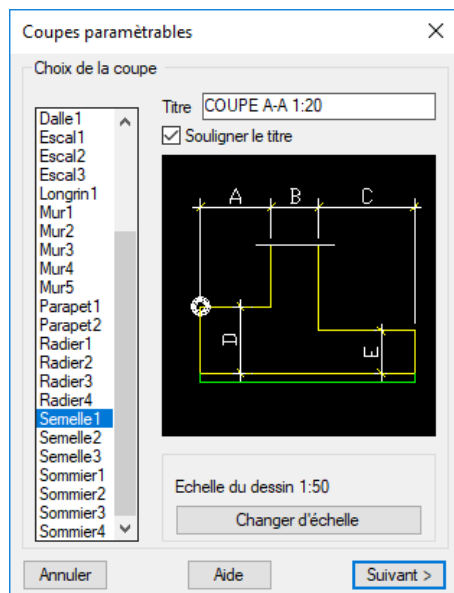 Coupes paramètrables
Choix de la coupe
Dalle1
Escal1
Escal2
Escal3
Longrin1
Mur1
Mur2
Mur3
Mur4
Mur5
Parapet1
Parapet2
Radier1
Radier2
Radier3
Radier4
Semelle1
Semelle2
Semelle3
Sommier1
Sommier2
Sommier3
Sommier4
Titre COUPE A-A 1:20
Souligner le titre
A B C
D
E
Echelle du dessin 1:50
Changer d'échelle
Annuler Aide Suivant >